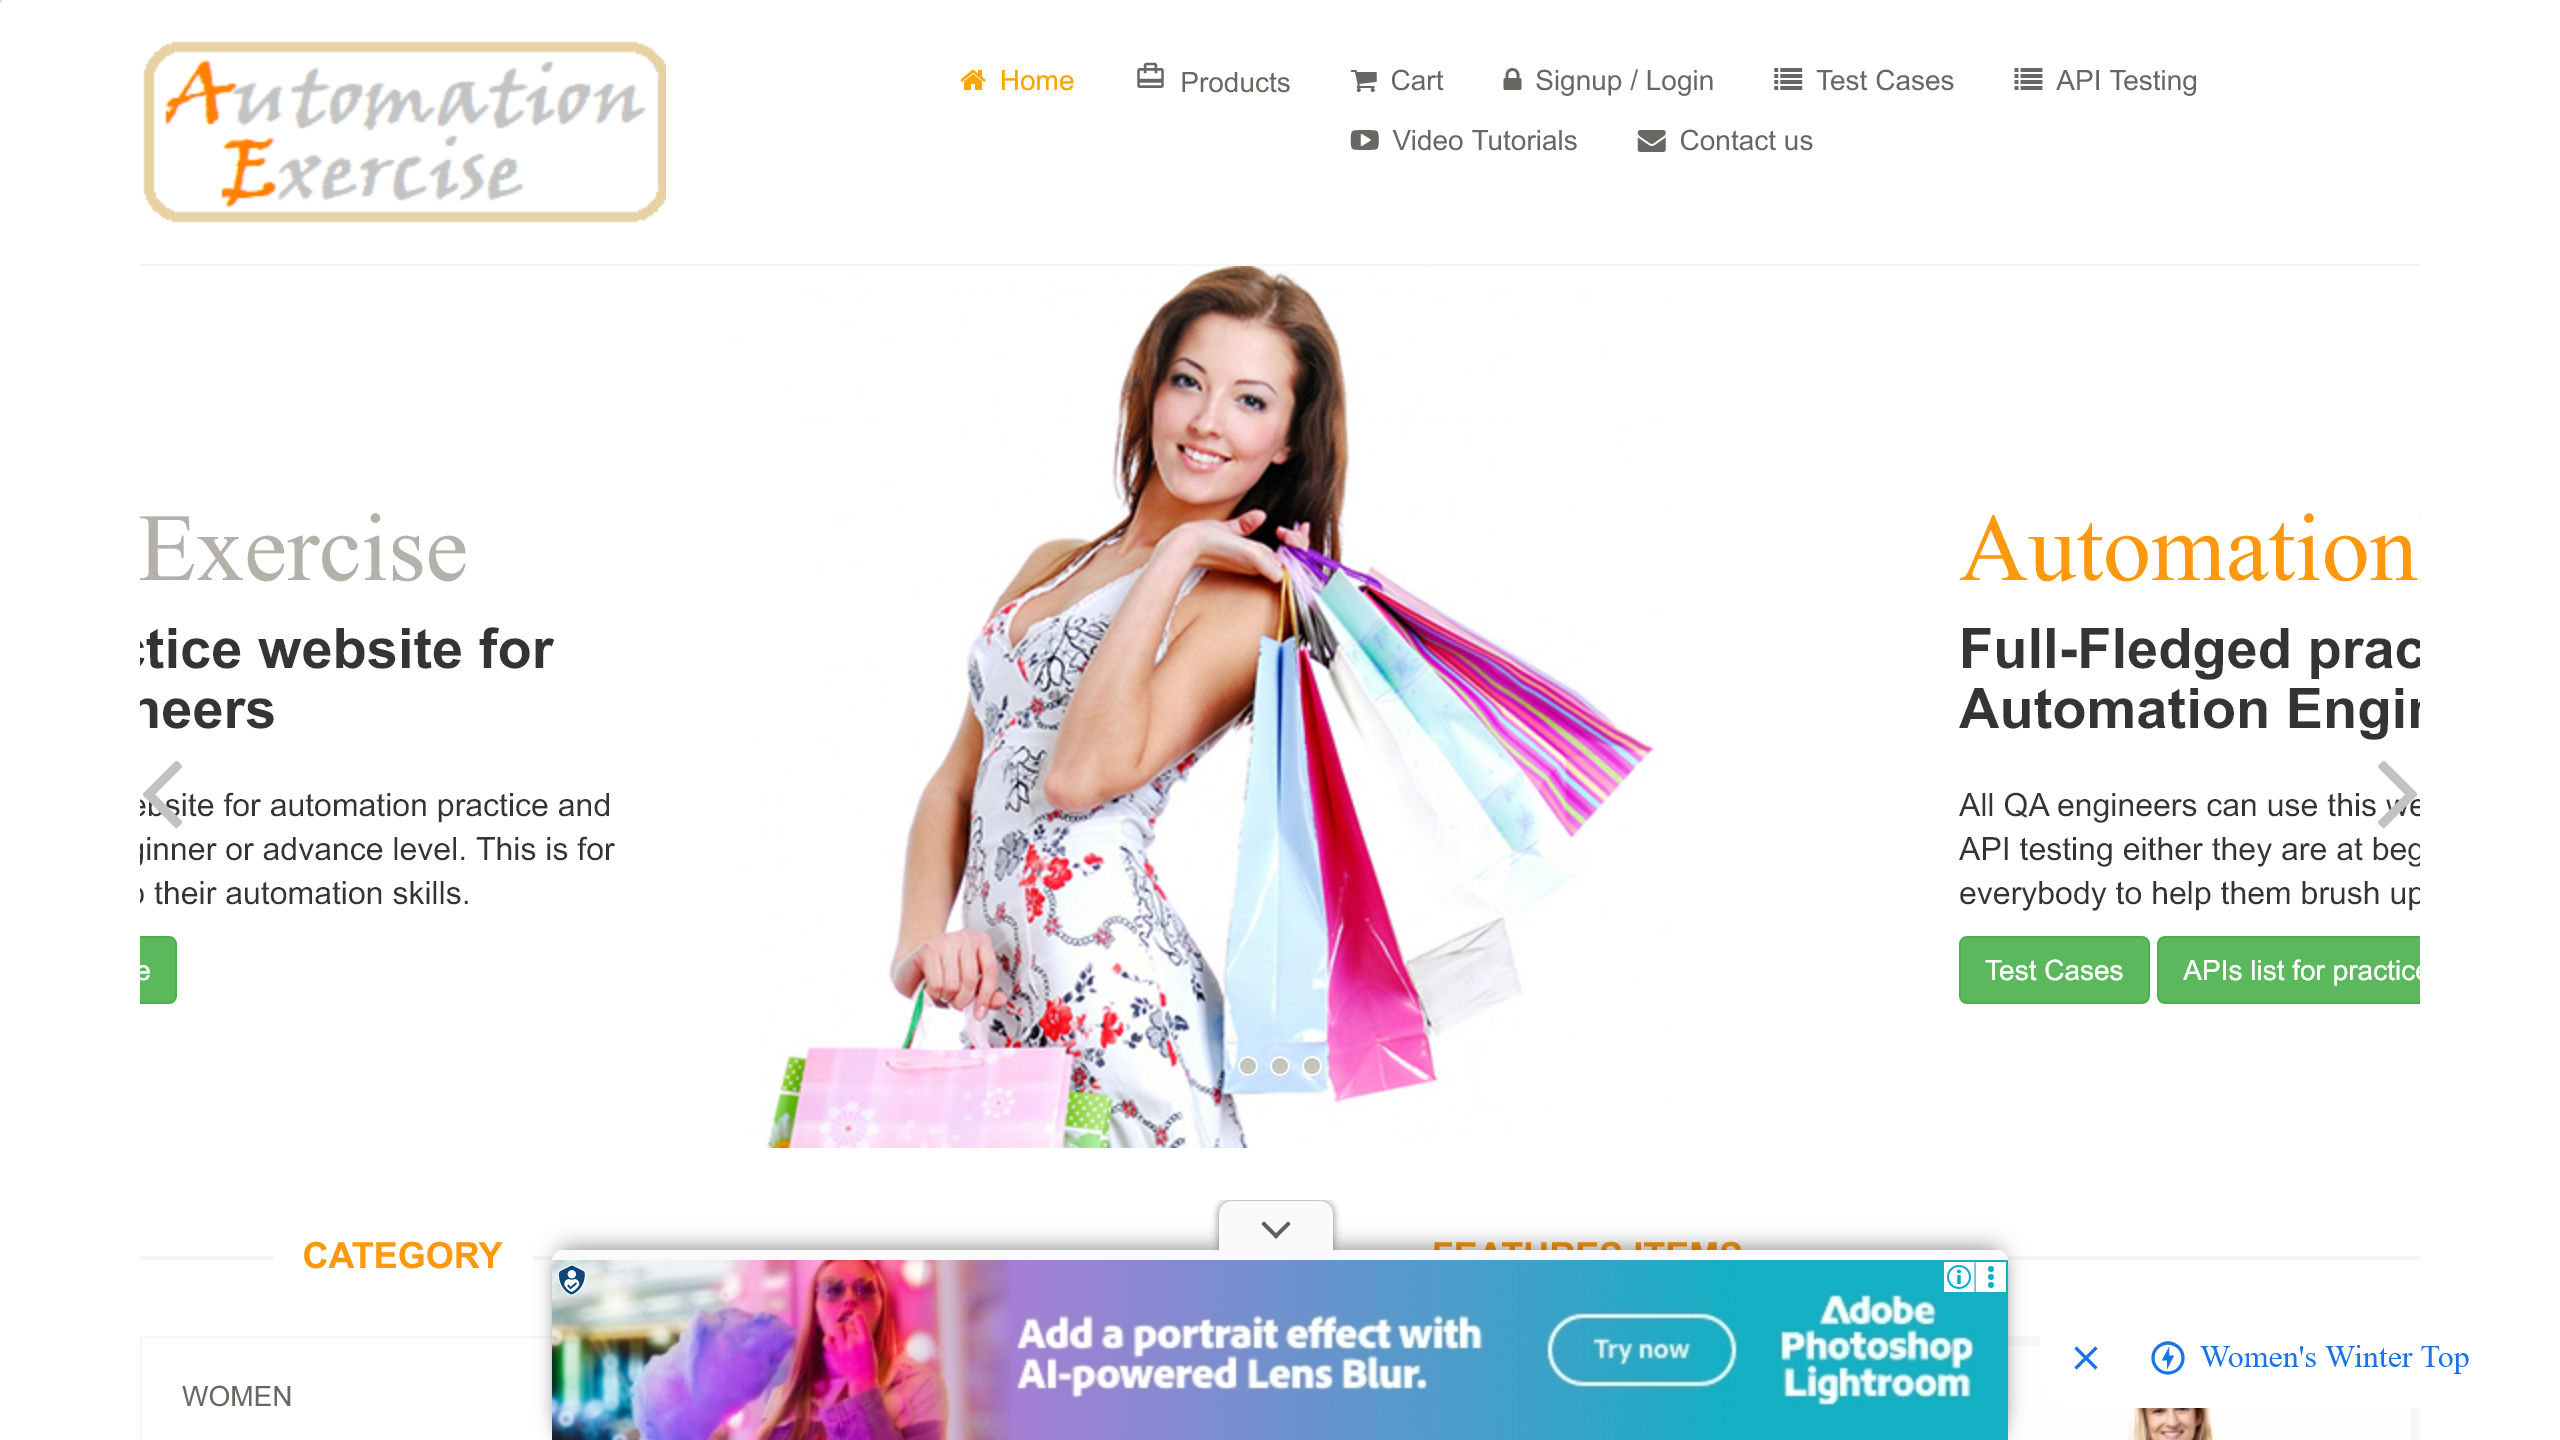 Automation
Exercise
Home
Products
Cart
Signup / Login
Test Cases
API Testing
Video Tutorials
Contact us
Exercise
tice website for
neers
ebsite for automation practice and
ginner or advance level. This is for
their automation skills.
e
Automation
Full-Fledged prac
Automation Engin
All QA engineers can use this we
API testing either they are at beg
everybody to help them brush up
Test Cases
APIs list for practice
CATEGORY
FEATURES ITEMS
WOMEN
Add a portrait effect with
AI-powered Lens Blur.
Try now
Adobe
Photoshop
Lightroom
Women's Winter Top